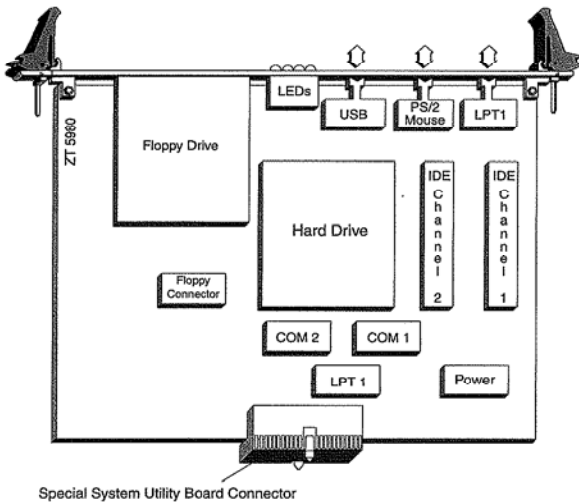 LEDs
USB
PS/2
Mouse
LPT1
ZT 5980
Floppy Drive
Hard Drive
IDE
Channel
2
IDE
Channel
1
Floppy
Connector
COM 2
COM 1
LPT 1
Power
Special System Utility Board Connector